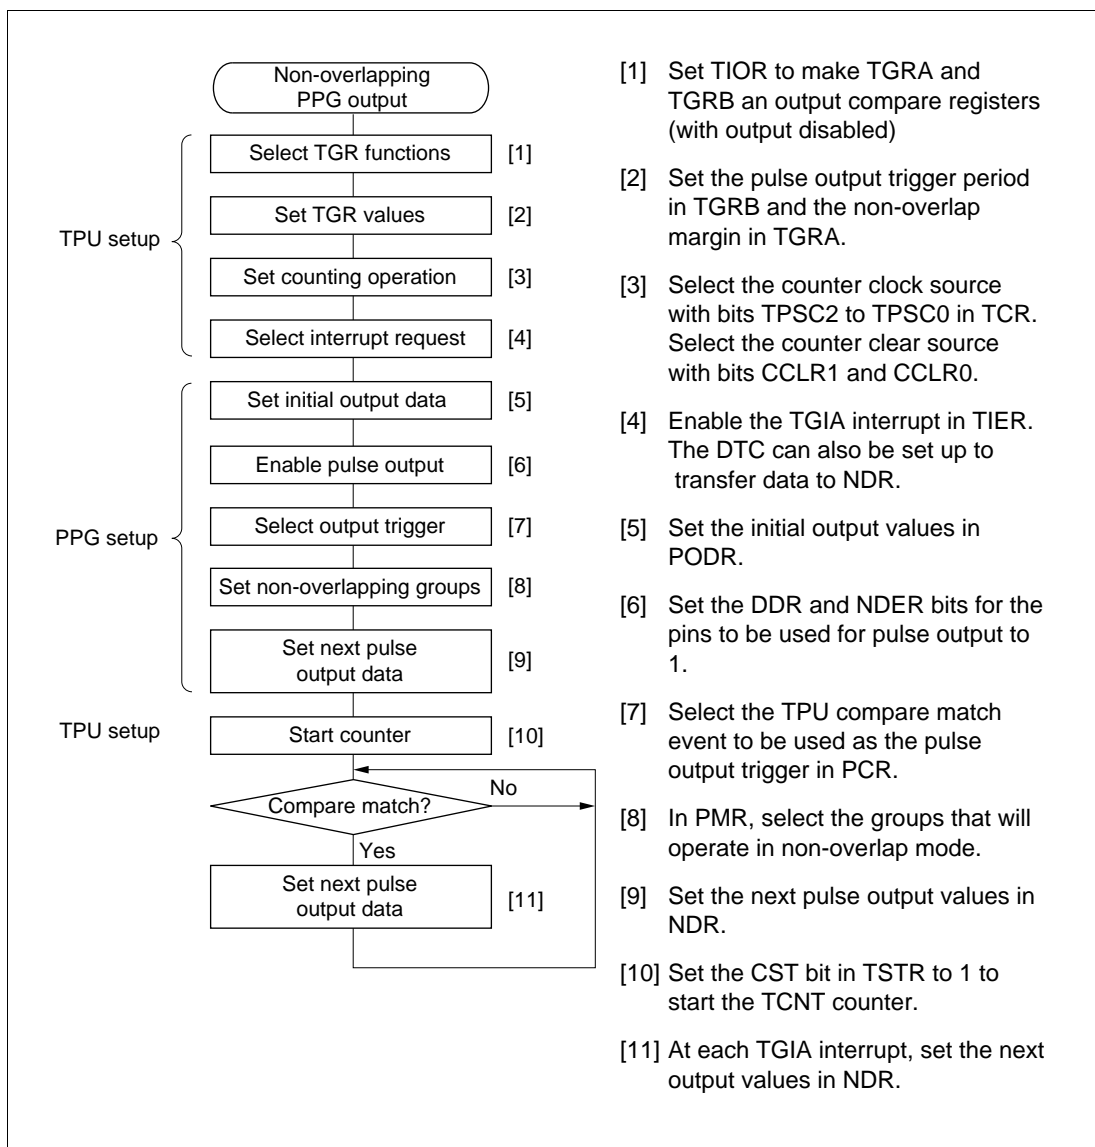 Non-overlapping
PPG output
TPU setup
Select TGR functions [1]
Set TGR values [2]
Set counting operation [3]
Select interrupt request [4]
PPG setup
Set initial output data [5]
Enable pulse output [6]
Select output trigger [7]
Set non-overlapping groups [8]
Set next pulse
output data [9]
TPU setup
Start counter [10]
Compare match?
No
Yes
Set next pulse
output data [11]
[1] Set TIOR to make TGRA and
TGRB an output compare registers
(with output disabled)
[2] Set the pulse output trigger period
in TGRB and the non-overlap
margin in TGRA.
[3] Select the counter clock source
with bits TPSC2 to TPSC0 in TCR.
Select the counter clear source
with bits CCLR1 and CCLR0.
[4] Enable the TGIA interrupt in TIER.
The DTC can also be set up to
transfer data to NDR.
[5] Set the initial output values in
PODR.
[6] Set the DDR and NDER bits for the
pins to be used for pulse output to
1.
[7] Select the TPU compare match
event to be used as the pulse
output trigger in PCR.
[8] In PMR, select the groups that will
operate in non-overlap mode.
[9] Set the next pulse output values in
NDR.
[10] Set the CST bit in TSTR to 1 to
start the TCNT counter.
[11] At each TGIA interrupt, set the next
output values in NDR.